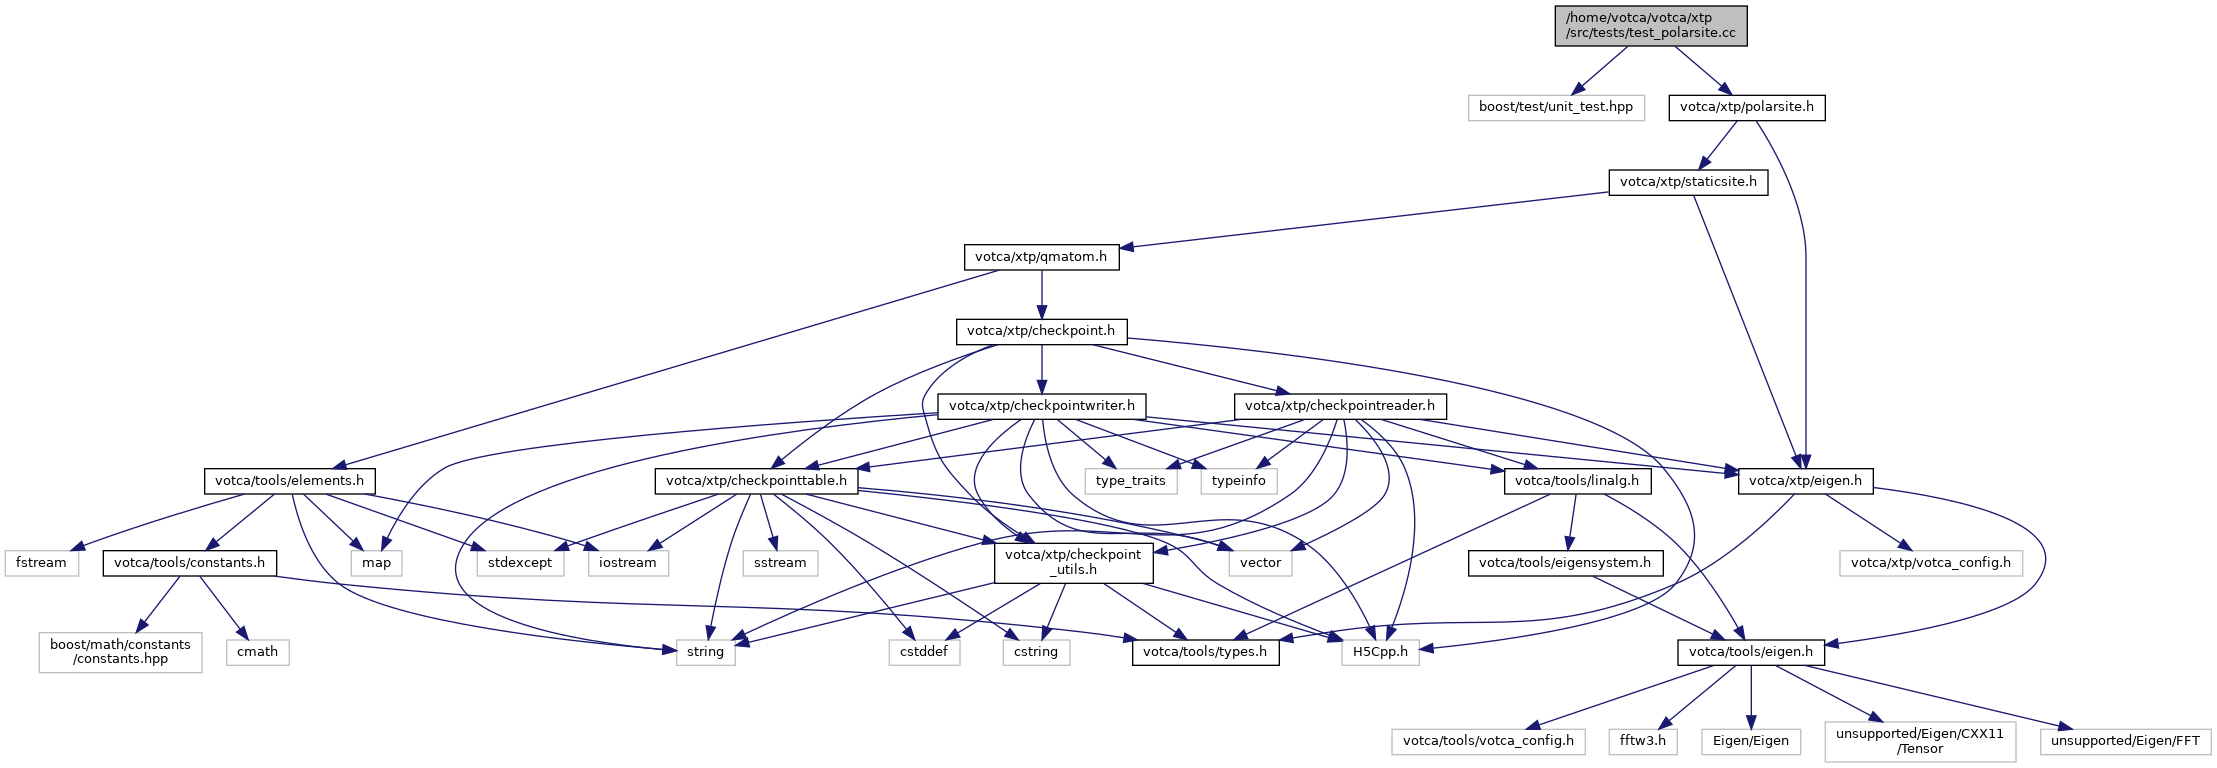 /home/votca/votca/xtp
/src/tests/test_polarsite.cc
boost/test/unit_test.hpp
votca/xtp/polarsite.h
votca/xtp/staticsite.h
votca/xtp/qmatom.h
votca/xtp/checkpoint.h
votca/xtp/checkpointwriter.h
votca/xtp/checkpointreader.h
votca/tools/elements.h
votca/xtp/checkpointtable.h
type_traits
typeinfo
votca/tools/linalg.h
votca/xtp/eigen.h
fstream
votca/tools/constants.h
map
stdexcept
iostream
sstream
votca/xtp/checkpoint
_utils.h
vector
votca/tools/eigensystem.h
votca/xtp/votca_config.h
boost/math/constants
/constants.hpp
cmath
string
cstddef
cstring
votca/tools/types.h
H5Cpp.h
votca/tools/eigen.h
votca/tools/votca_config.h
fftw3.h
Eigen/Eigen
unsupported/Eigen/CXX11
/Tensor
unsupported/Eigen/FFT